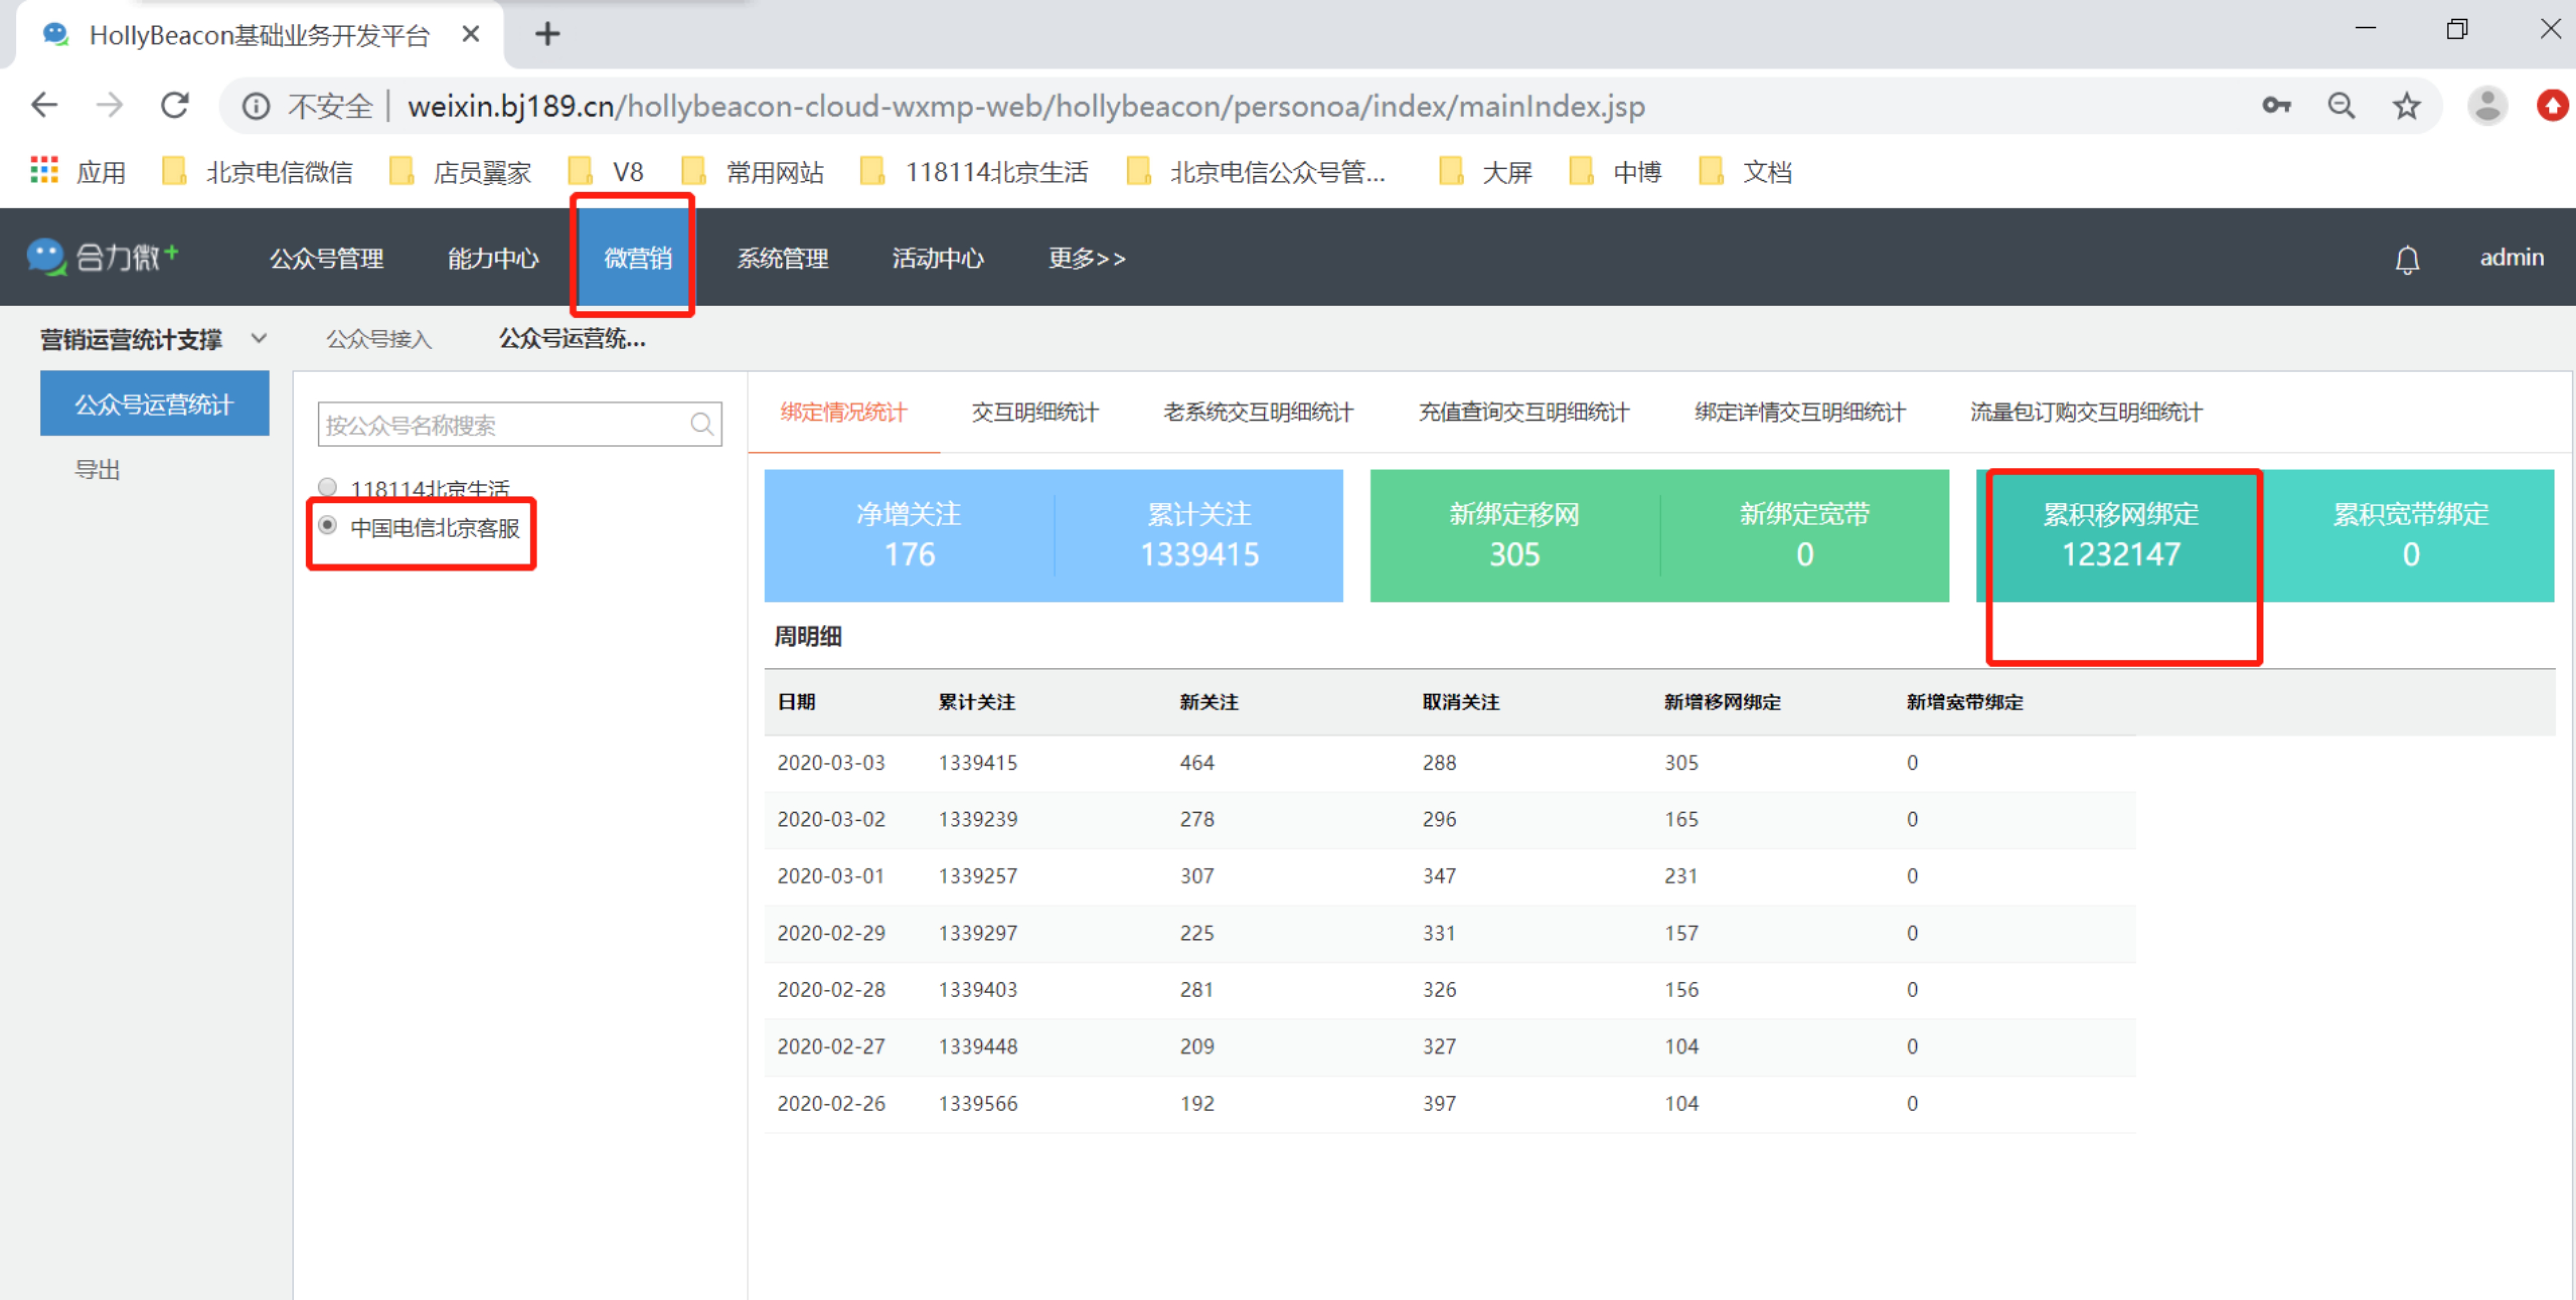 HollyBeacon基础业务开发平台
不安全 | weixin.bj189.cn/hollybeacon-cloud-wxmp-web/hollybeacon/personoa/index/mainIndex.jsp
应用 北京电信微信 店员翼家 V8 常用网站 118114北京生活 北京电信公众号管... 大屏 中博 文档
合力微+ 公众号管理 能力中心 微营销 系统管理 活动中心 更多>> admin
营销运营统计支撑 公众号接入 公众号运营统...
公众号运营统计
导出
按公众号名称搜索
118114北京生活
中国电信北京客服
绑定情况统计 交互明细统计 老系统交互明细统计 充值查询交互明细统计 绑定详情交互明细统计 流量包订购交互明细统计
净增关注 累计关注 新绑定移网 新绑定宽带 累积移网绑定 累积宽带绑定
176 1339415 305 0 1232147 0
周明细
日期 累计关注 新关注 取消关注 新增移网绑定 新增宽带绑定
2020-03-03 1339415 464 288 305 0
2020-03-02 1339239 278 296 165 0
2020-03-01 1339257 307 347 231 0
2020-02-29 1339297 225 331 157 0
2020-02-28 1339403 281 326 156 0
2020-02-27 1339448 209 327 104 0
2020-02-26 1339566 192 397 104 0